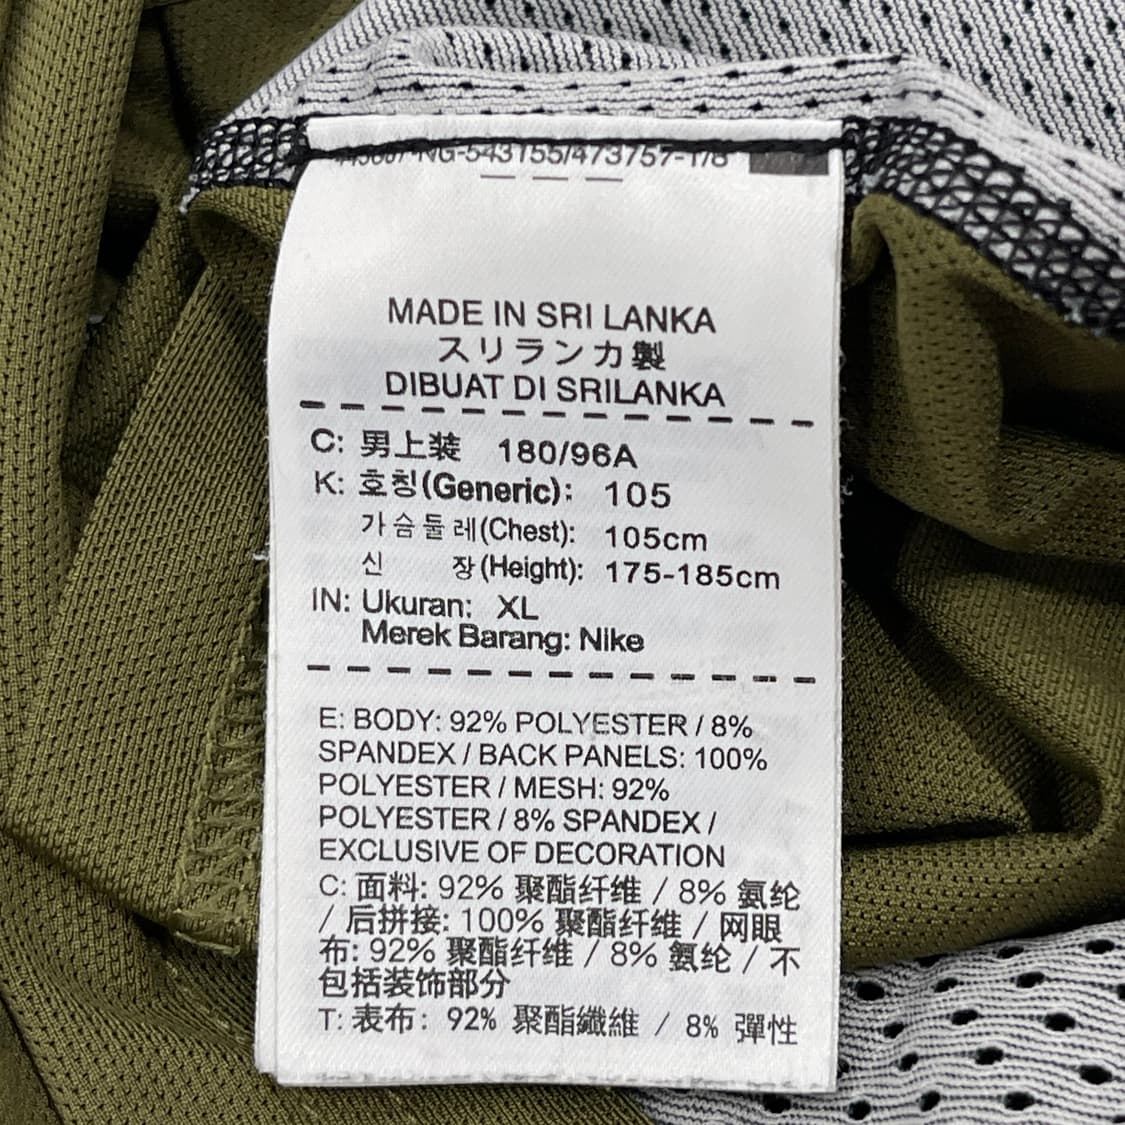 NG-543155/473757-1/8
MADE IN SRI LANKA
スリランカ製
DIBUAT DI SRILANKA
C: 男上装 180/96A
K: 호칭(Generic): 105
가슴둘레(Chest): 105cm
신 장(Height): 175-185cm
IN: Ukuran: XL
Merek Barang: Nike
E: BODY: 92% POLYESTER / 8%
SPANDEX / BACK PANELS: 100%
POLYESTER / MESH: 92%
POLYESTER / 8% SPANDEX /
EXCLUSIVE OF DECORATION
C: 面料: 92% 聚酯纤维 / 8% 氨纶
/ 后拼接: 100% 聚酯纤维 / 网眼
布: 92% 聚酯纤维 / 8% 氨纶 / 不
包括装饰部分
T: 表布: 92% 聚酯纖維 / 8% 彈性